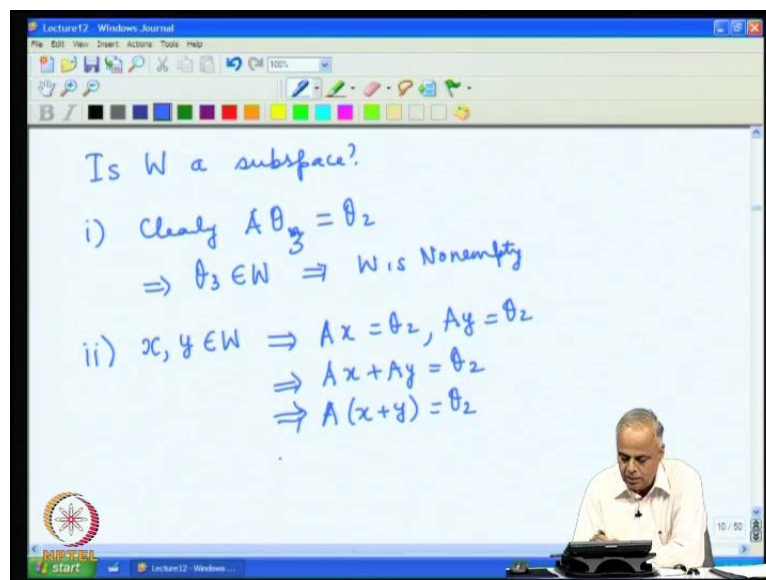 Lecture12 - Windows Journal
File Edit View Insert Actions Tools Help
100%
B I
Is W a subspace?
i) Clearly Aθ₃ = θ₂
⇒ θ₃ ∈ W ⇒ W is Nonempty
ii) x, y ∈ W ⇒ Ax = θ₂, Ay = θ₂
⇒ Ax + Ay = θ₂
⇒ A(x+y) = θ₂
10 / 50
NPTEL
start Lecture12 - Windows ...